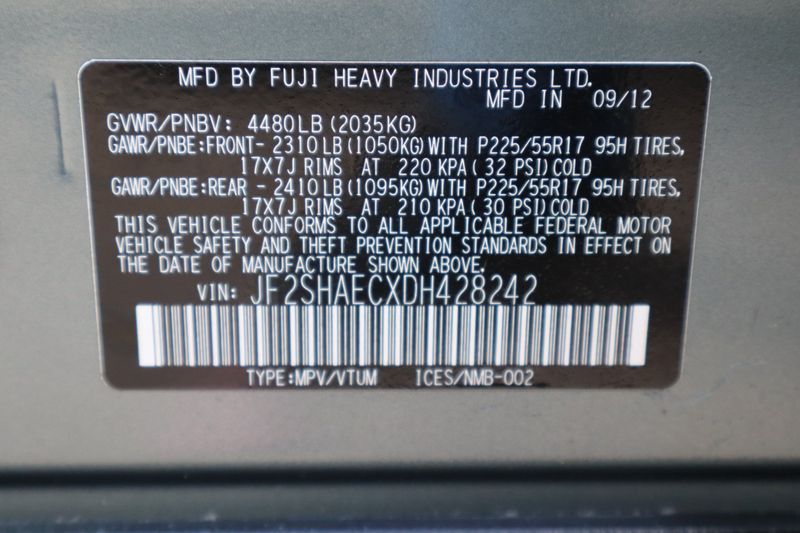 MFD BY FUJI HEAVY INDUSTRIES LTD.
MFD IN 09/12
GVWR/PNBV: 4480LB (2035KG)
GAWR/PNBE:FRONT- 2310LB (1050KG) WITH P225/55R17 95H TIRES,
17X7J RIMS AT 220 KPA ( 32 PSI) COLD
GAWR/PNBE:REAR - 2410LB (1095KG) WITH P225/55R17 95H TIRES,
17X7J RIMS AT 210 KPA ( 30 PSI) COLD
THIS VEHICLE CONFORMS TO ALL APPLICABLE FEDERAL MOTOR
VEHICLE SAFETY AND THEFT PREVENTION STANDARDS IN EFFECT ON
THE DATE OF MANUFACTURE SHOWN ABOVE.
VIN: JF2SHAECXDH428242
TYPE:MPV/VTUM ICES/NMB-002